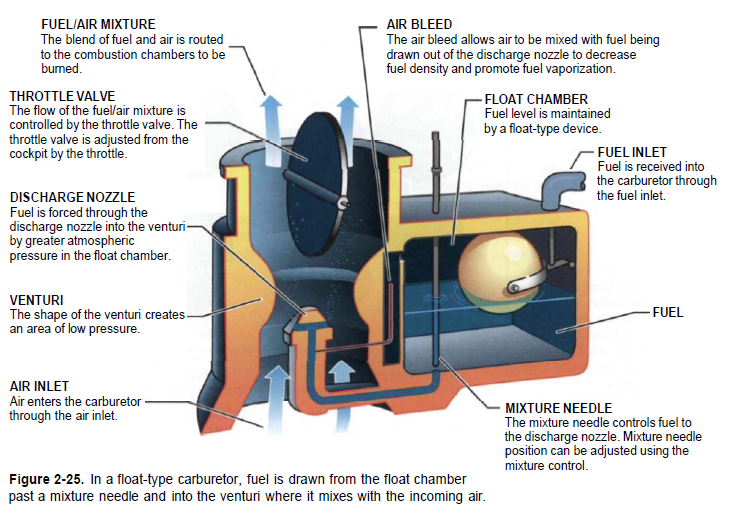 FUEL/AIR MIXTURE
The blend of fuel and air is routed
to the combustion chambers to be
burned.
THROTTLE VALVE
The flow of the fuel/air mixture is
controlled by the throttle valve. The
throttle valve is adjusted from the
cockpit by the throttle.
DISCHARGE NOZZLE
Fuel is forced through the
discharge nozzle into the venturi
by greater atmospheric
pressure in the float chamber.
VENTURI
The shape of the venturi creates
an area of low pressure.
AIR INLET
Air enters the carburetor
through the air inlet.
AIR BLEED
The air bleed allows air to be mixed with fuel being
drawn out of the discharge nozzle to decrease
fuel density and promote fuel vaporization.
FLOAT CHAMBER
Fuel level is maintained
by a float-type device.
FUEL INLET
Fuel is received into
the carburetor through
the fuel inlet.
FUEL
MIXTURE NEEDLE
The mixture needle controls fuel to
the discharge nozzle. Mixture needle
position can be adjusted using the
mixture control.
Figure 2-25. In a float-type carburetor, fuel is drawn from the float chamber
past a mixture needle and into the venturi where it mixes with the incoming air.